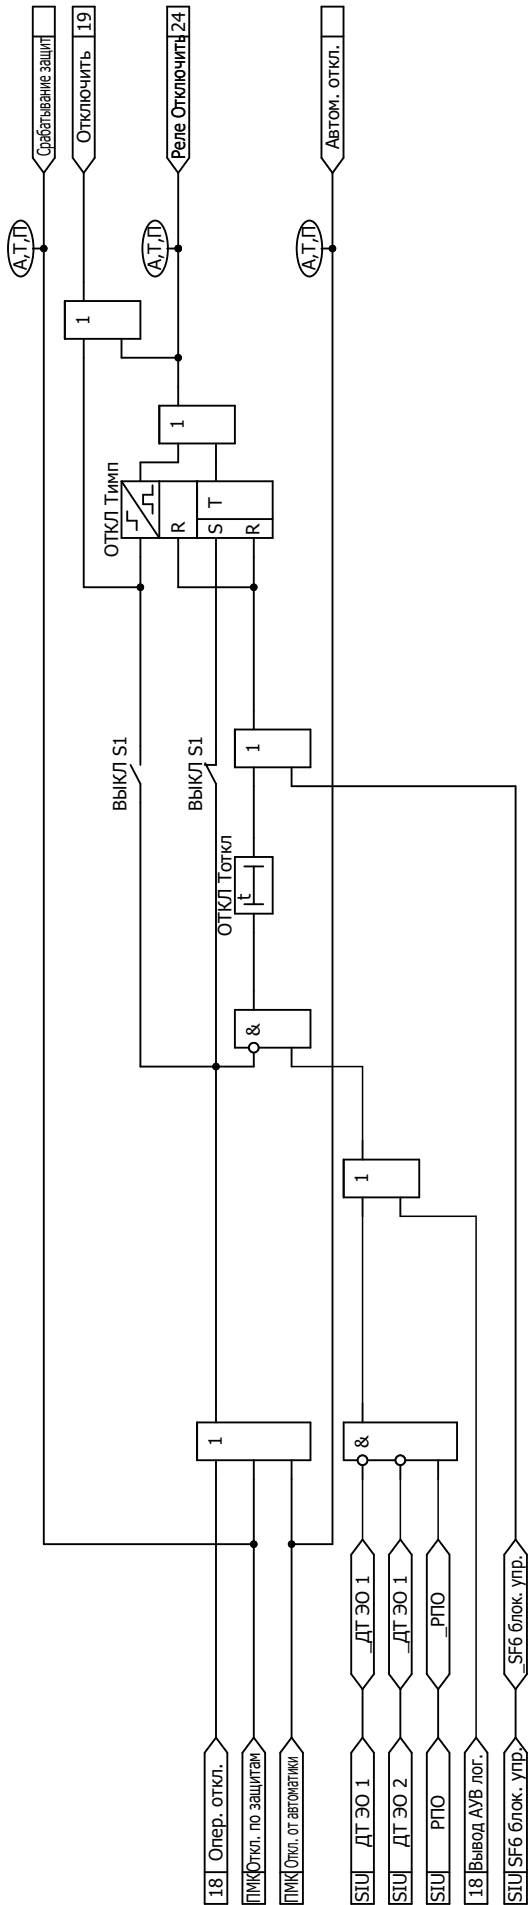 18 Опер. откл.
ПМК Откл. по защитам
ПМК Откл. от автоматики
SIU ДТ ЭО 1
_ДТ ЭО 1
SIU ДТ ЭО 2
_ДТ ЭО 1
SIU РПО
_РПО
18 Вывод АУВ лог.
SIU SF6 блок. упр.
_SF6 блок. упр.
1
&
1
&
ОТКЛ Tоткл
t
1
ВЫКЛ S1
ВЫКЛ S1
ОТКЛ Tимп
R
S T
R
1
1
А,Т,П
А,Т,П
А,Т,П
Срабатывание защит
Отключить 19
Реле Отключить 24
Автом. откл.